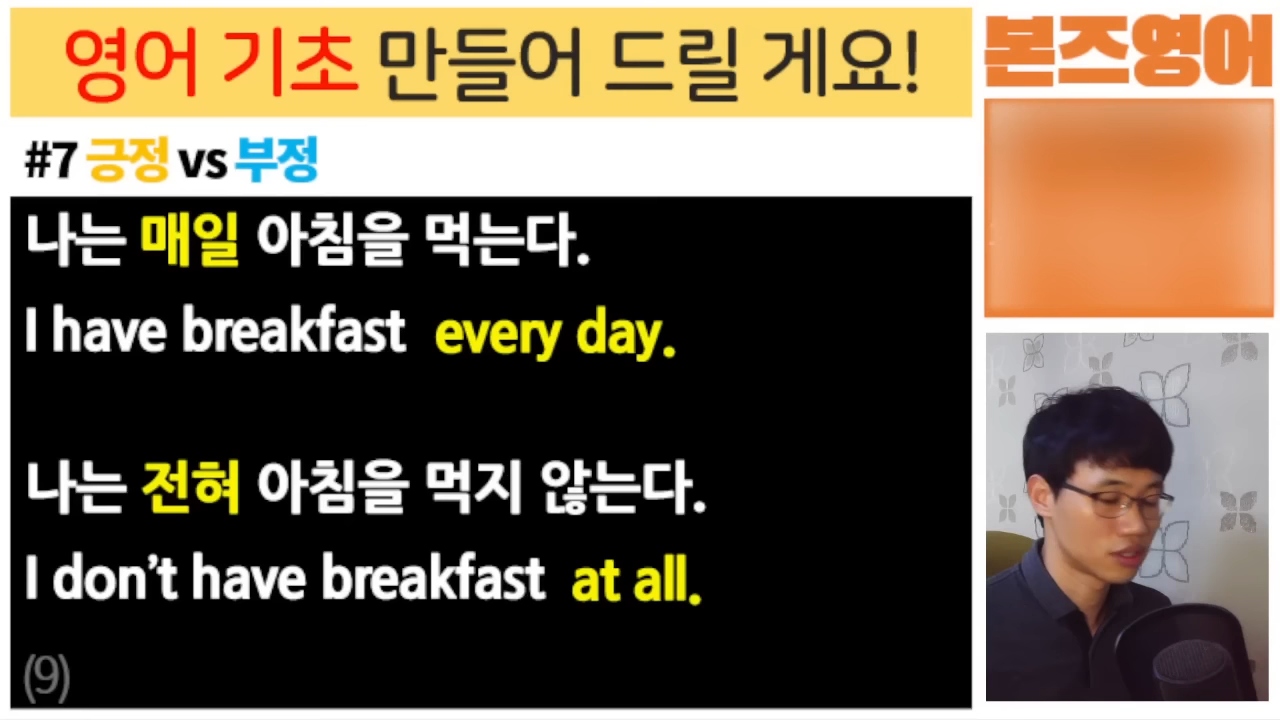 영어 기초 만들어 드릴 게요!
본즈영어
#7 긍정 vs 부정
나는 매일 아침을 먹는다.
I have breakfast every day.
나는 전혀 아침을 먹지 않는다.
I don't have breakfast at all.
(9)